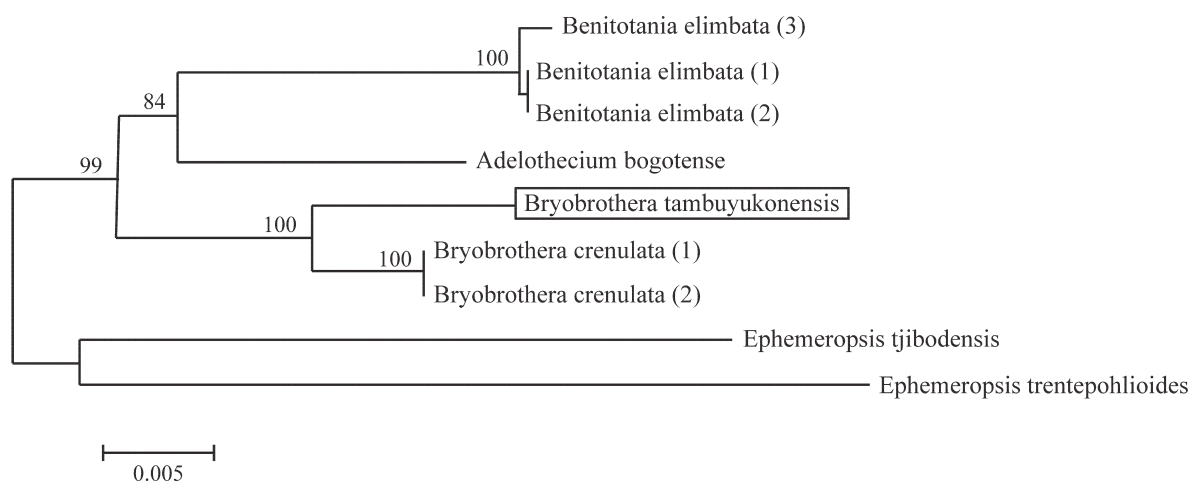 Benitotania elimbata (3)
100
Benitotania elimbata (1)
84
Benitotania elimbata (2)
Adelothecium bogotense
99
Bryobrothera tambuyukonensis
100
Bryobrothera crenulata (1)
100
Bryobrothera crenulata (2)
Ephemeropsis tjibodensis
Ephemeropsis trentepohlioides
0.005